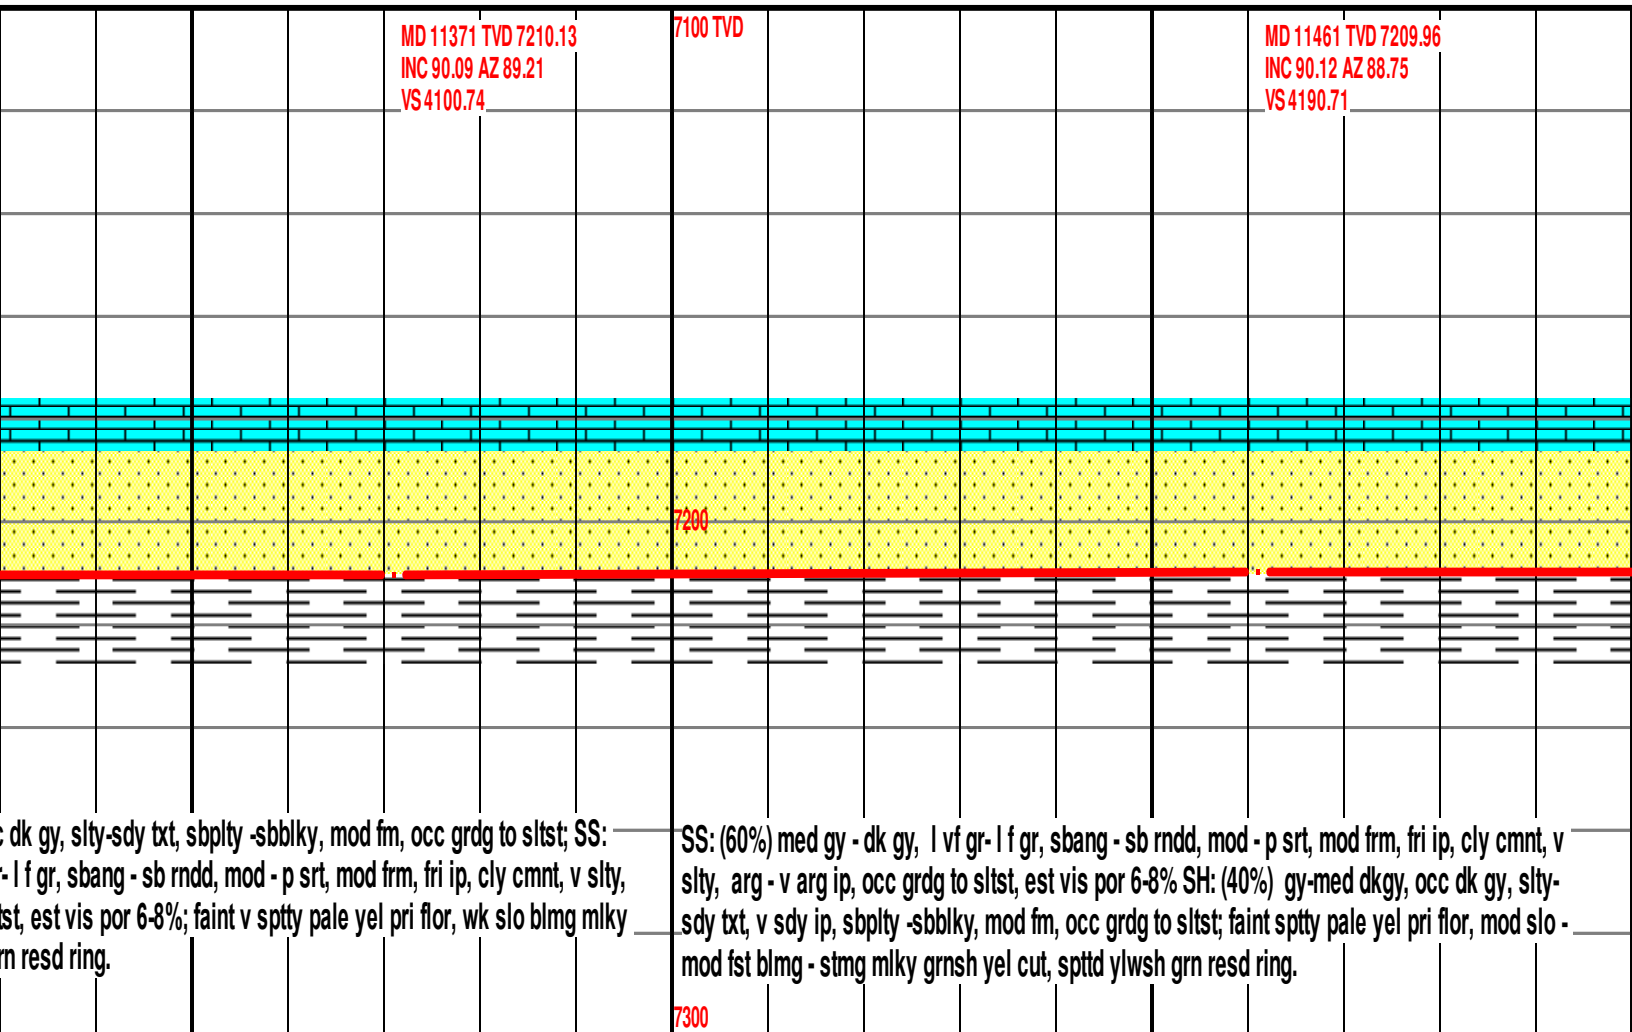 MD 11371 TVD 7210.13
INC 90.09 AZ 89.21
VS 4100.74
7100 TVD
MD 11461 TVD 7209.96
INC 90.12 AZ 88.75
VS 4190.71
7200
dk gy, slty-sdy txt, sbplty -sbblky, mod fm, occ grdg to sltst; SS:
- l f gr, sbang - sb rndd, mod - p srt, mod frm, fri ip, cly cmnt, v slty,
est vis por 6-8%; faint v sptty pale yel pri flor, wk slo blmg mlky
resd ring.
SS: (60%) med gy - dk gy, l vf gr- l f gr, sbang - sb rndd, mod - p srt, mod frm, fri ip, cly cmnt, v
slty, arg - v arg ip, occ grdg to sltst, est vis por 6-8% SH: (40%) gy-med dkgy, occ dk gy, slty-
sdy txt, v sdy ip, sbplty -sbblky, mod fm, occ grdg to sltst; faint sptty pale yel pri flor, mod slo -
mod fst blmg - stmg mlky grnsh yel cut, spttd ylwsh grn resd ring.
7300